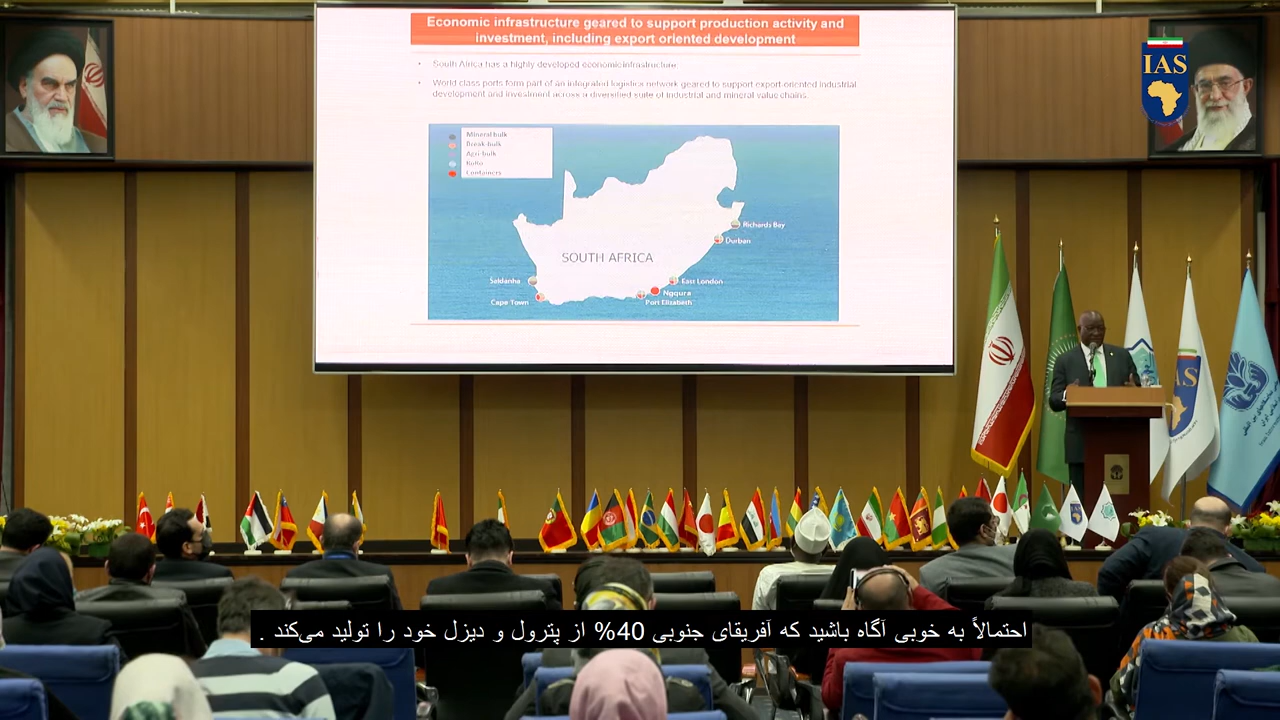 Economic infrastructure geared to support production activity and
investment, including export oriented development
• South Africa has a highly developed economic infrastructure.
• World class ports form part of an integrated logistics network geared to support export-oriented industrial
development and investment across a diversified suite of industrial and mineral value chains.
Mineral bulk
Break-bulk
Agri-bulk
RoRo
Containers
SOUTH AFRICA
Richards Bay
Durban
East London
Ngqura
Port Elizabeth
Saldanha
Cape Town
IAS
احتمالاً به خوبی آگاه باشید که آفریقای جنوبی 40% از پترول و دیزل خود را تولید می‌کند .